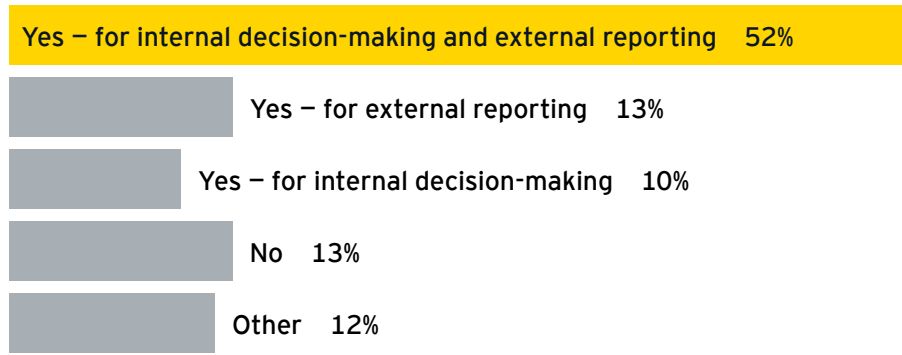 Yes – for internal decision-making and external reporting 52%
Yes – for external reporting 13%
Yes – for internal decision-making 10%
No 13%
Other 12%